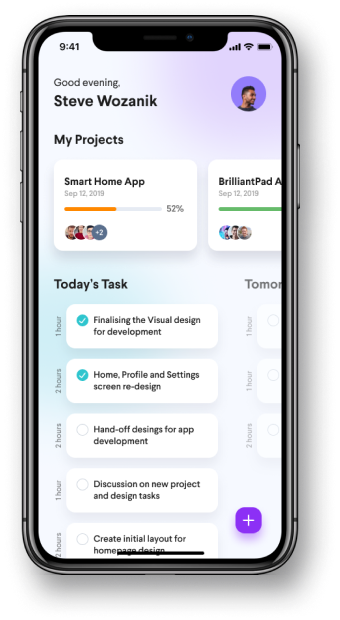 9:41
Good evening,
Steve Wozanik
My Projects
Smart Home App
Sep 12, 2019
52%
+2
BrilliantPad A
Sep 12, 2019
Today's Task
Tomor
1 hour
Finalising the Visual design
for development
1 hour
2 hours
Home, Profile and Settings
screen re-design
1 hour
2 hours
Hand-off desings for app
development
2 hours
1 hour
Discussion on new project
and design tasks
2 hours
Create initial layout for
homepage design